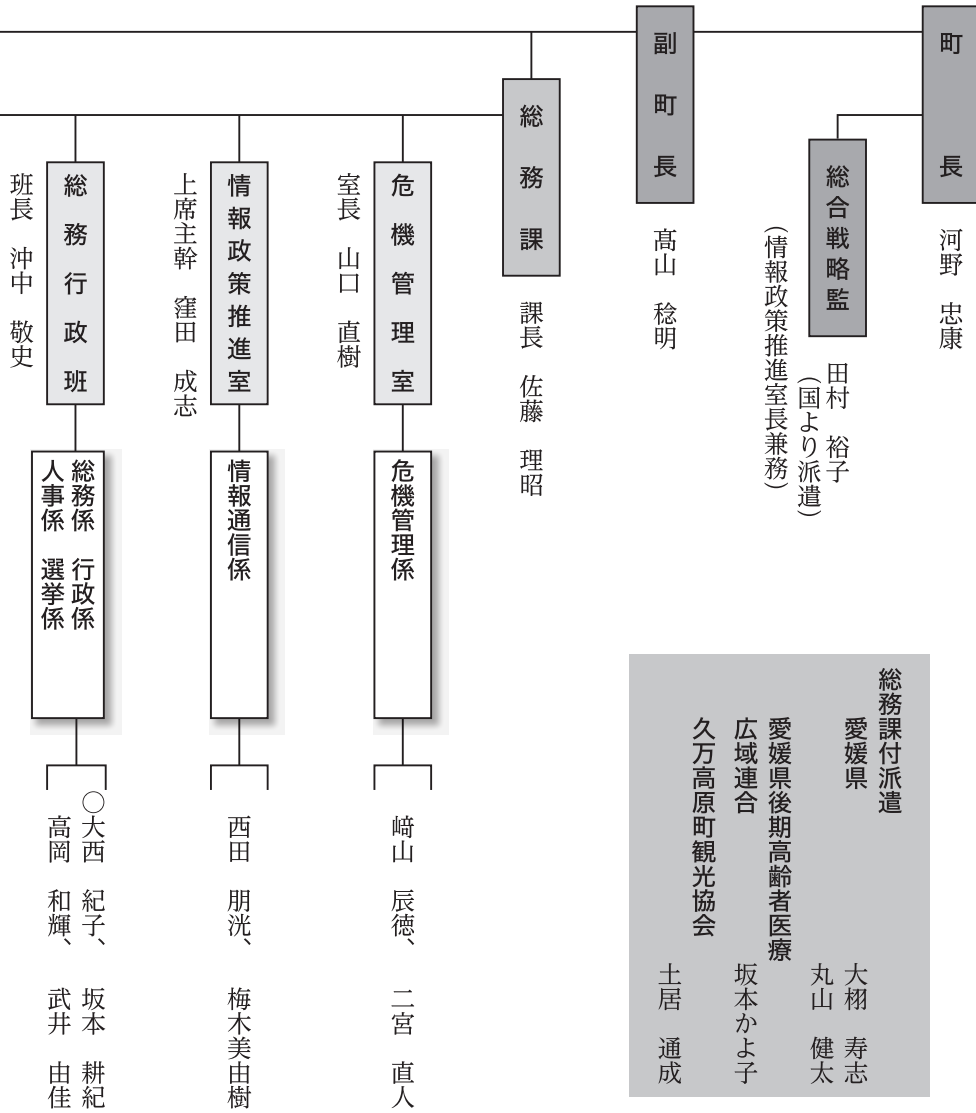 町長
河野 忠康
総合戦略監
田村 裕子
（国より派遣）
（情報政策推進室長兼務）
副町長
髙山 稔明
総務課
課長 佐藤 理昭
危機管理室
室長 山口 直樹
危機管理係
﨑山 辰徳、 二宮 直人
情報政策推進室
上席主幹 窪田 成志
情報通信係
西田 朋洸、 梅木美由樹
総務行政班
班長 沖中 敬史
総務係 行政係
人事係 選挙係
○大西 紀子、 坂本 耕紀
高岡 和輝、 武井 由佳
総務課付派遣
愛媛県 大栩 寿志
丸山 健太
愛媛県後期高齢者医療
広域連合 坂本かよ子
久万高原町観光協会
土居 通成